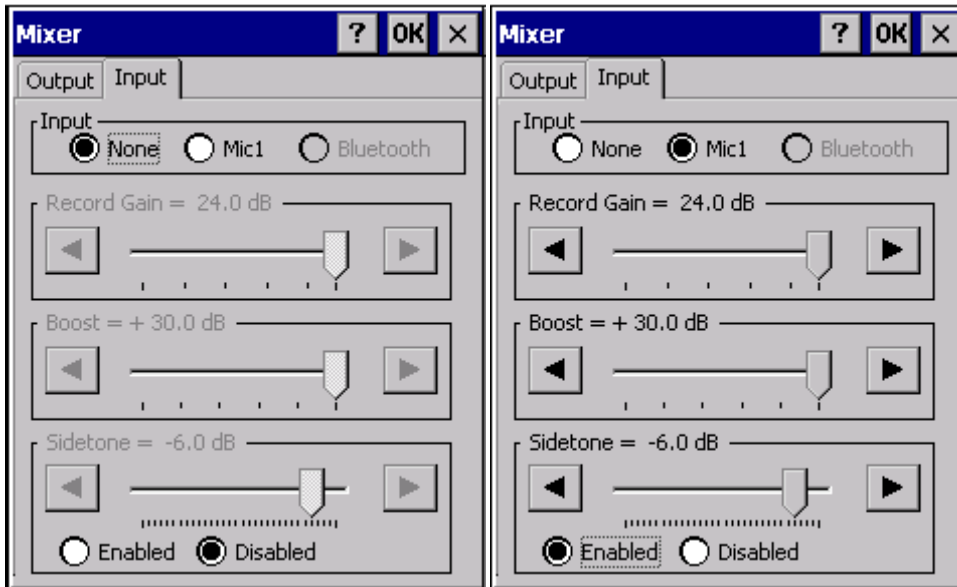 Mixer ? OK ×
Output Input
Input
None Mic1 Bluetooth
Record Gain = 24.0 dB
Boost = + 30.0 dB
Sidetone = -6.0 dB
Enabled Disabled
Mixer ? OK ×
Output Input
Input
None Mic1 Bluetooth
Record Gain = 24.0 dB
Boost = + 30.0 dB
Sidetone = -6.0 dB
Enabled Disabled